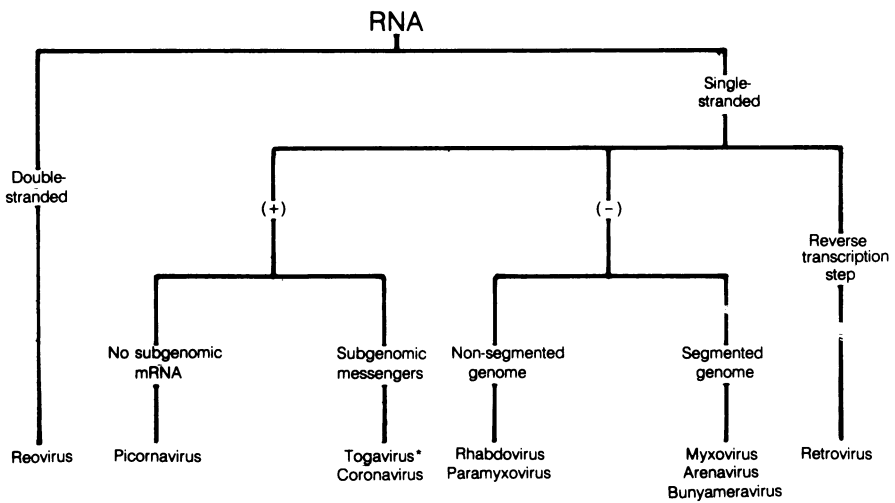 RNA
Single-
stranded
Double-
stranded
(+)
(-)
Reverse
transcription
step
No subgenomic
mRNA
Subgenomic
messengers
Non-segmented
genome
Segmented
genome
Reovirus
Picornavirus
Togavirus*
Coronavirus
Rhabdovirus
Paramyxovirus
Myxovirus
Arenavirus
Bunyameravirus
Retrovirus